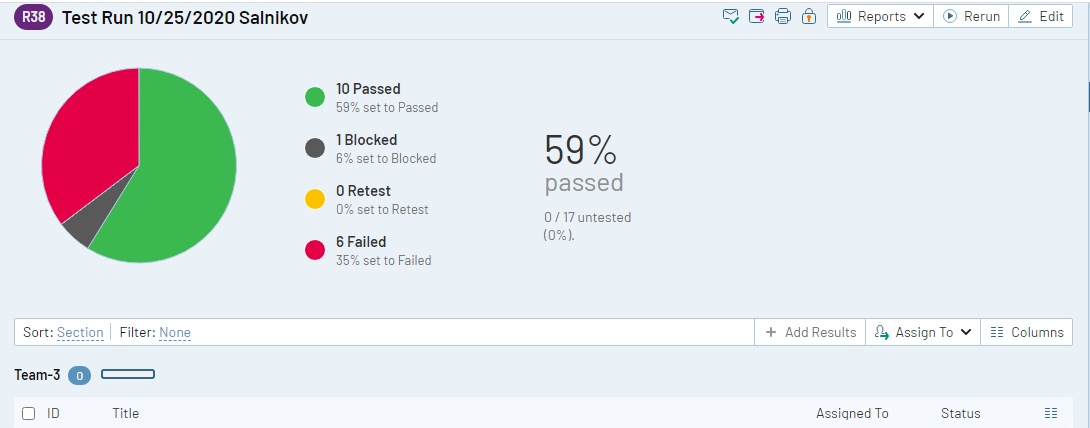 R38 Test Run 10/25/2020 Salnikov
Reports Rerun Edit
10 Passed
59% set to Passed
1 Blocked
6% set to Blocked
0 Retest
0% set to Retest
6 Failed
35% set to Failed
59%
passed
0 / 17 untested
(0%).
Sort: Section Filter: None
+ Add Results Assign To Columns
Team-3 0
ID Title Assigned To Status